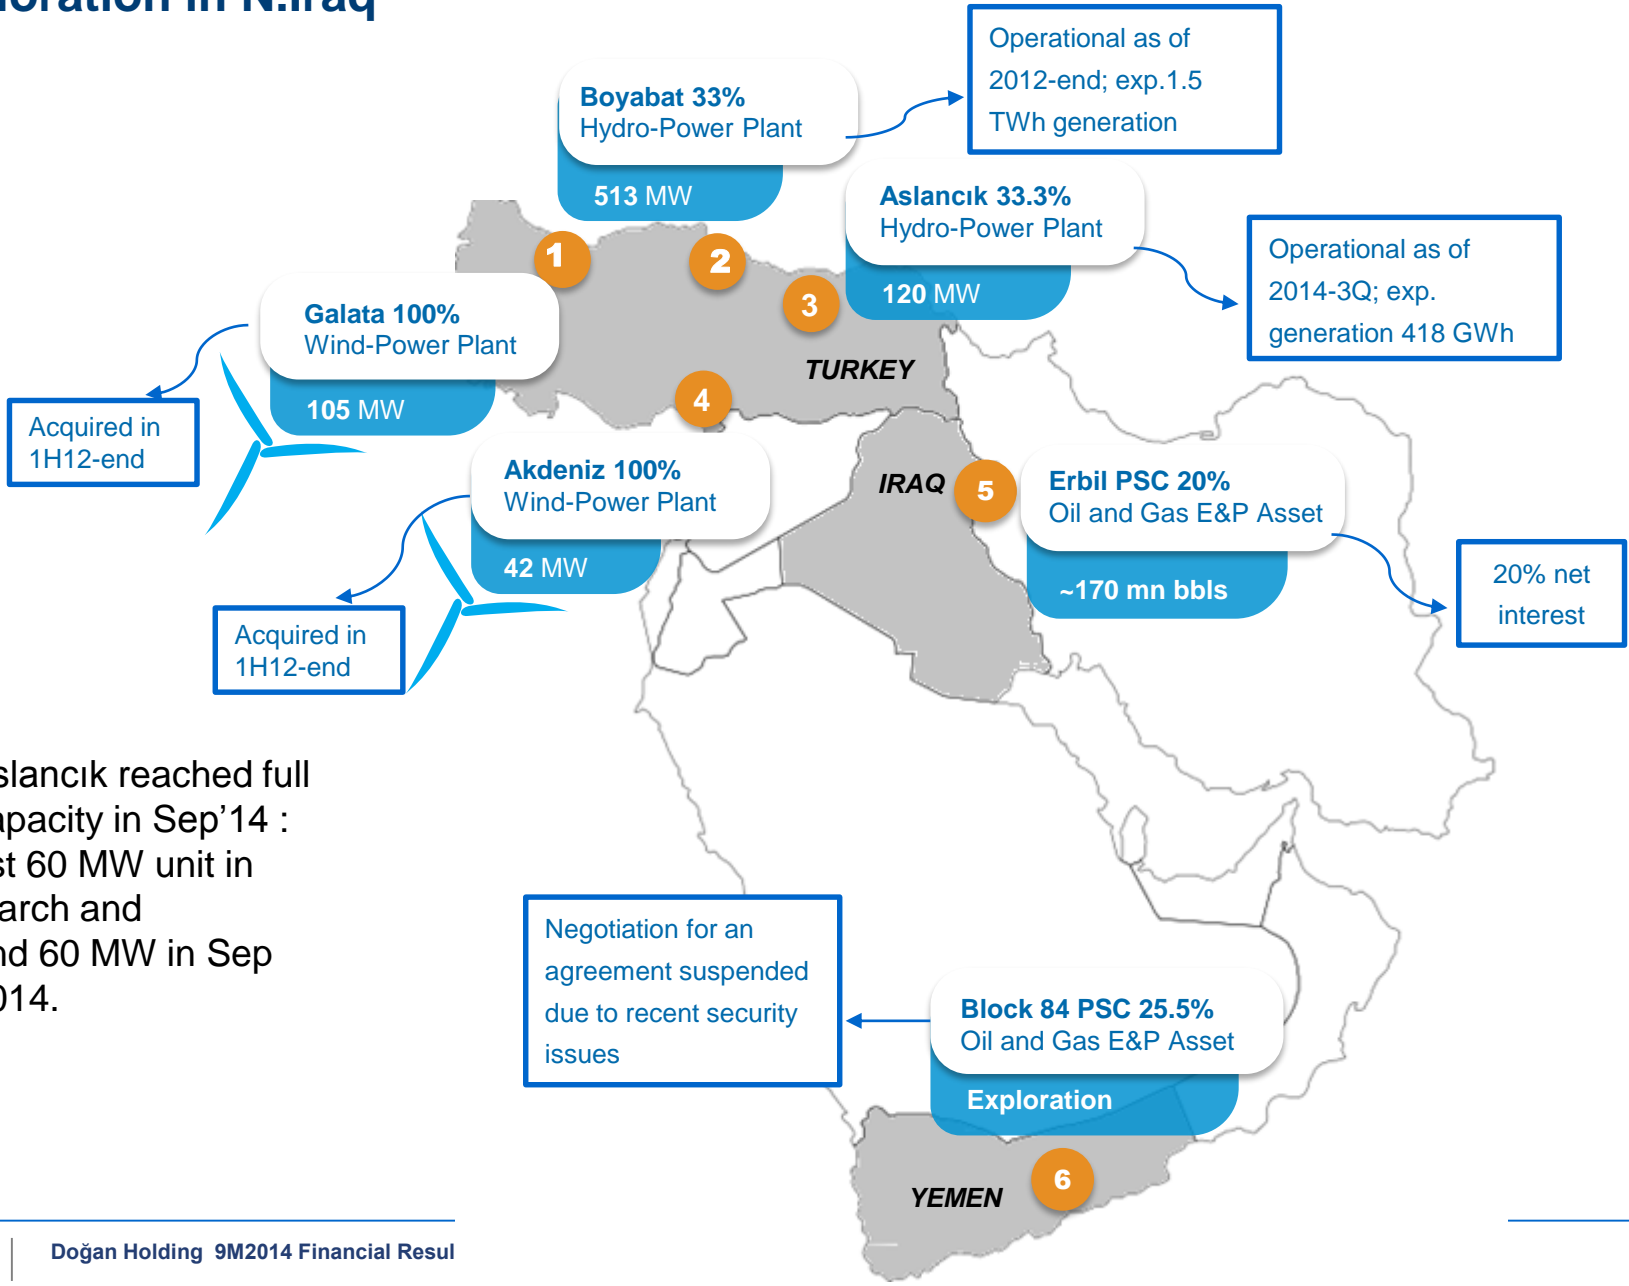 oration in N.Iraq
Operational as of
2012-end; exp.1.5
TWh generation
Boyabat 33%
Hydro-Power Plant
513 MW
Aslancık 33.3%
Hydro-Power Plant
120 MW
Operational as of
2014-3Q; exp.
generation 418 GWh
1
2
3
Galata 100%
Wind-Power Plant
105 MW
TURKEY
4
Acquired in
1H12-end
Akdeniz 100%
Wind-Power Plant
42 MW
IRAQ
5
Erbil PSC 20%
Oil and Gas E&P Asset
~170 mn bbls
20% net
interest
Acquired in
1H12-end
slancık reached full
apacity in Sep’14 :
st 60 MW unit in
arch and
nd 60 MW in Sep
014.
Negotiation for an
agreement suspended
due to recent security
issues
Block 84 PSC 25.5%
Oil and Gas E&P Asset
Exploration
YEMEN
6
Doğan Holding 9M2014 Financial Resul